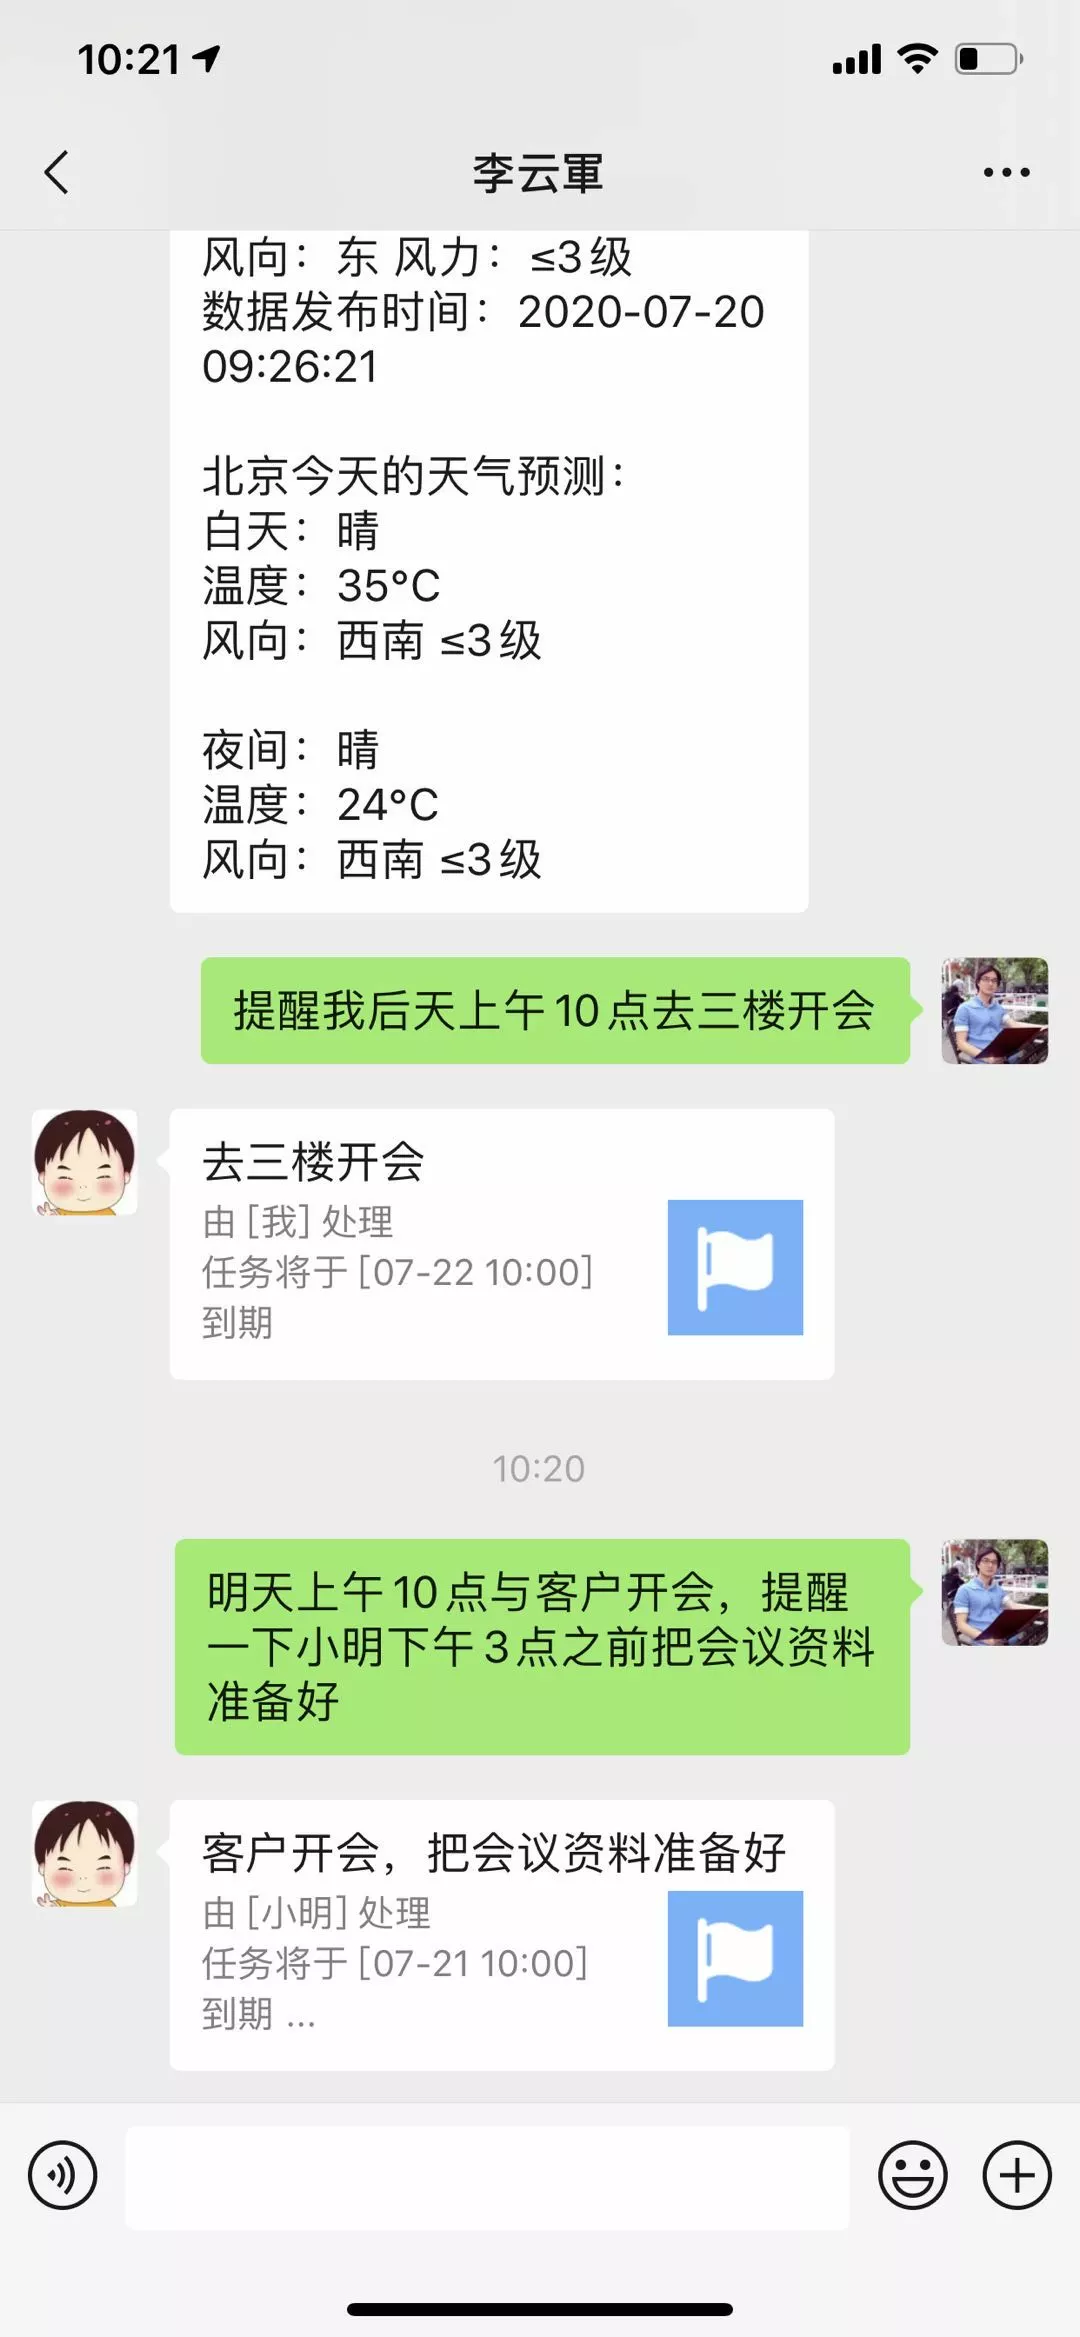 10:21
李云軍
风向：东 风力：≤3级
数据发布时间：2020-07-20
09:26:21
北京今天的天气预测：
白天：晴
温度：35°C
风向：西南 ≤3级
夜间：晴
温度：24°C
风向：西南 ≤3级
提醒我后天上午10点去三楼开会
去三楼开会
由 [我] 处理
任务将于 [07-22 10:00]
到期
10:20
明天上午10点与客户开会，提醒
一下小明下午3点之前把会议资料
准备好
客户开会，把会议资料准备好
由 [小明] 处理
任务将于 [07-21 10:00]
到期 ...